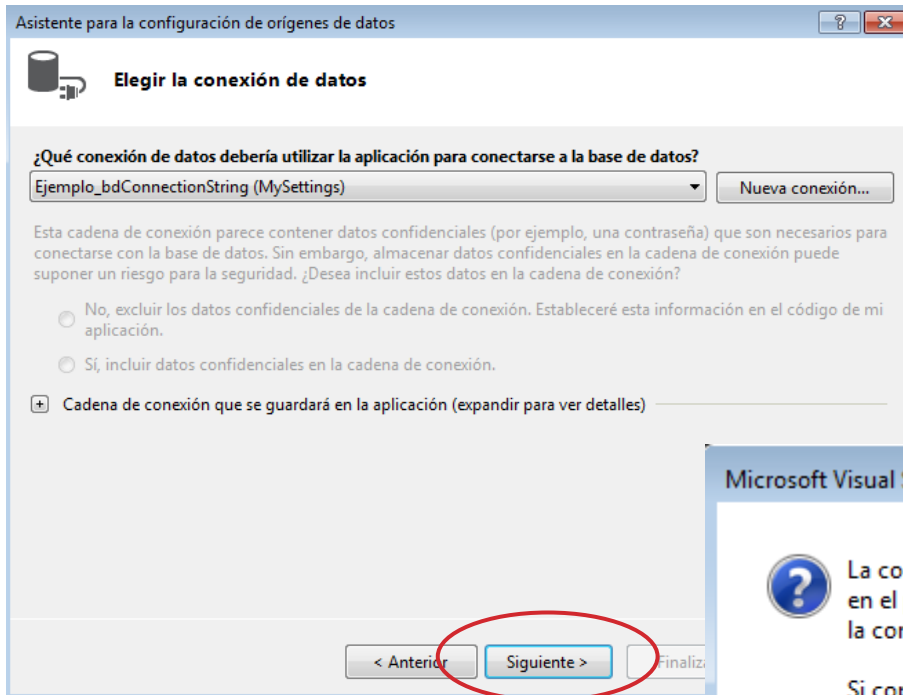 Asistente para la configuración de orígenes de datos
Elegir la conexión de datos
¿Qué conexión de datos debería utilizar la aplicación para conectarse a la base de datos?
Ejemplo_bdConnectionString (MySettings)
Nueva conexión...
Esta cadena de conexión parece contener datos confidenciales (por ejemplo, una contraseña) que son necesarios para
conectarse con la base de datos. Sin embargo, almacenar datos confidenciales en la cadena de conexión puede
suponer un riesgo para la seguridad. ¿Desea incluir estos datos en la cadena de conexión?
No, excluir los datos confidenciales de la cadena de conexión. Estableceré esta información en el código de mi
aplicación.
Sí, incluir datos confidenciales en la cadena de conexión.
Cadena de conexión que se guardará en la aplicación (expandir para ver detalles)
Microsoft Visual
La
en el
la
Si
< Anterior
Siguiente >